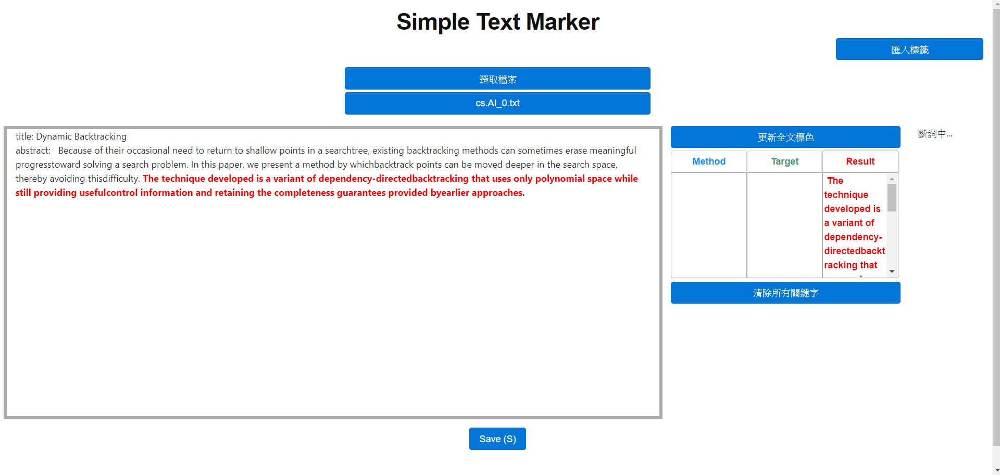 Simple Text Marker
匯入標籤
選取檔案
cs.AI_0.txt
title: Dynamic Backtracking
abstract:   Because of their occasional need to return to shallow points in a searchtree, existing backtracking methods can sometimes erase meaningful
progresstoward solving a search problem. In this paper, we present a method by whichbacktrack points can be moved deeper in the search space,
thereby avoiding thisdifficulty. The technique developed is a variant of dependency-directedbacktracking that uses only polynomial space while
still providing usefulcontrol information and retaining the completeness guarantees provided byearlier approaches.
更新全文標色
Method Target Result
The
technique
developed is
a variant of
dependency-
directedbackt
racking that
清除所有關鍵字
斷詞中...
Save (S)